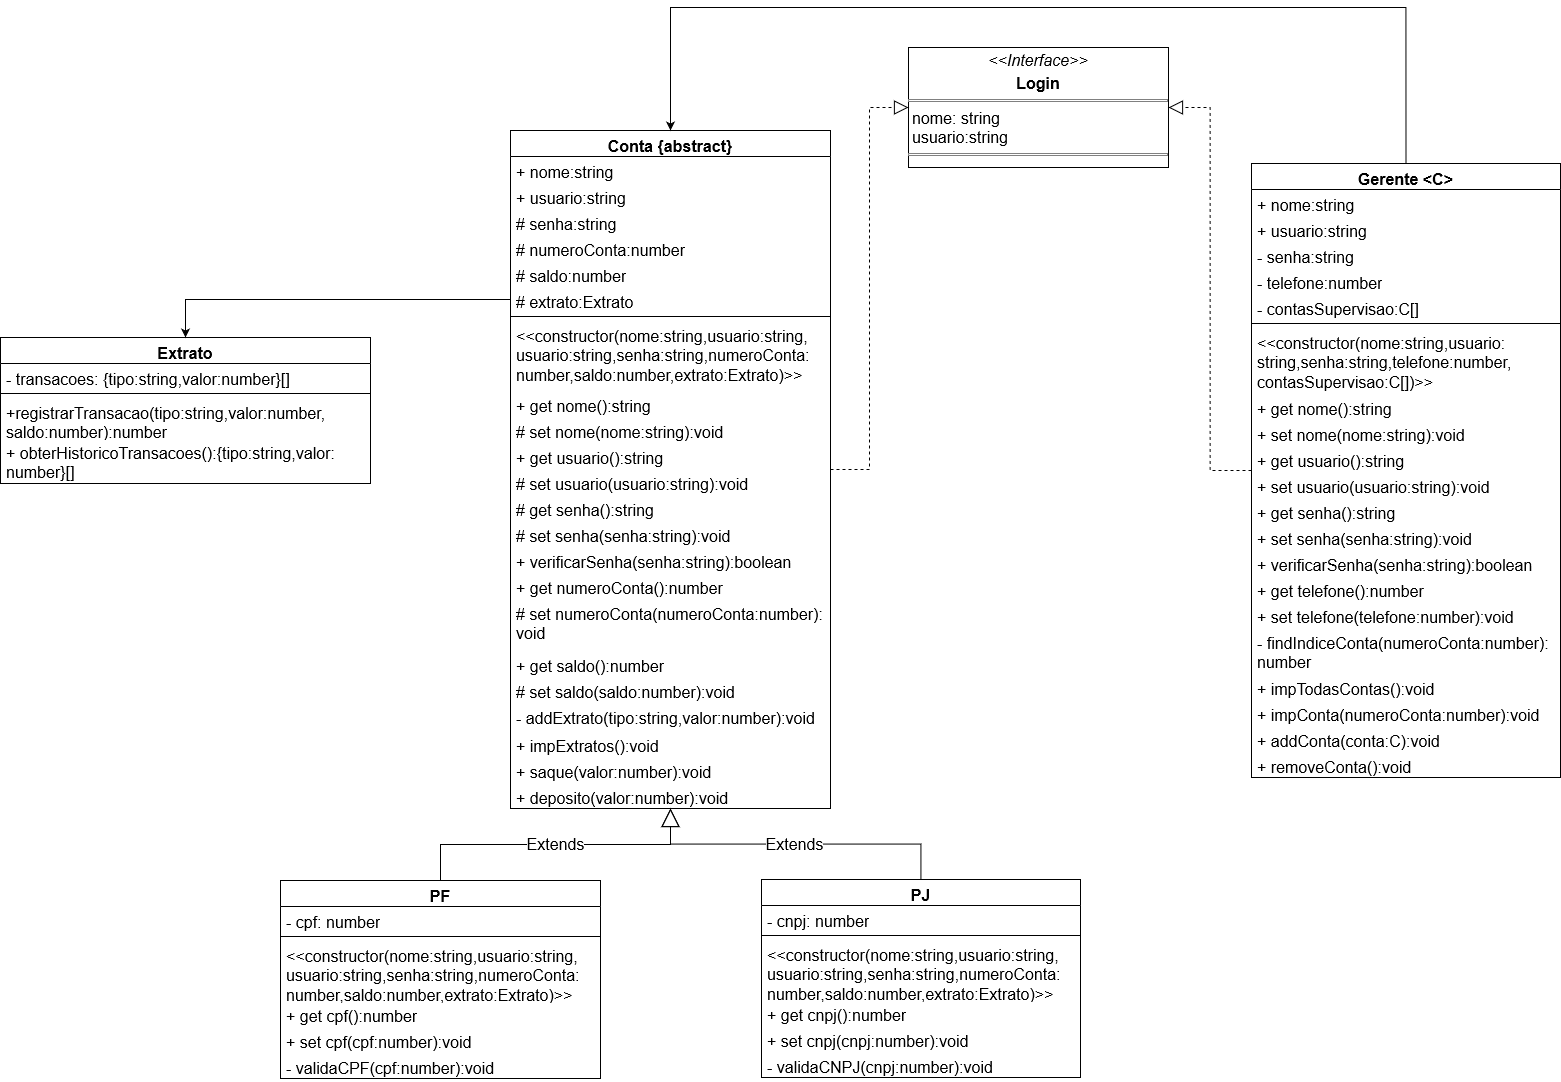 <<Interface>>
Login
nome: string
usuario:string
Conta {abstract}
+ nome:string
+ usuario:string
# senha:string
# numeroConta:number
# saldo:number
# extrato:Extrato
<<constructor(nome:string,usuario:string,
usuario:string,senha:string,numeroConta:
number,saldo:number,extrato:Extrato)>>
+ get nome():string
# set nome(nome:string):void
+ get usuario():string
# set usuario(usuario:string):void
# get senha():string
# set senha(senha:string):void
+ verificarSenha(senha:string):boolean
+ get numeroConta():number
# set numeroConta(numeroConta:number):
void
+ get saldo():number
# set saldo(saldo:number):void
- addExtrato(tipo:string,valor:number):void
+ impExtratos():void
+ saque(valor:number):void
+ deposito(valor:number):void
Gerente <C>
+ nome:string
+ usuario:string
- senha:string
- telefone:number
- contasSupervisao:C[]
<<constructor(nome:string,usuario:
string,senha:string,telefone:number,
contasSupervisao:C[])>>
+ get nome():string
+ set nome(nome:string):void
+ get usuario():string
+ set usuario(usuario:string):void
+ get senha():string
+ set senha(senha:string):void
+ verificarSenha(senha:string):boolean
+ get telefone():number
+ set telefone(telefone:number):void
- findIndiceConta(numeroConta:number):
number
+ impTodasContas():void
+ impConta(numeroConta:number):void
+ addConta(conta:C):void
+ removeConta():void
Extrato
- transacoes: {tipo:string,valor:number}[]
+registrarTransacao(tipo:string,valor:number,
saldo:number):number
+ obterHistoricoTransacoes():{tipo:string,valor:
number}[]
Extends
Extends
PF
- cpf: number
<<constructor(nome:string,usuario:string,
usuario:string,senha:string,numeroConta:
number,saldo:number,extrato:Extrato)>>
+ get cpf():number
+ set cpf(cpf:number):void
- validaCPF(cpf:number):void
PJ
- cnpj: number
<<constructor(nome:string,usuario:string,
usuario:string,senha:string,numeroConta:
number,saldo:number,extrato:Extrato)>>
+ get cnpj():number
+ set cnpj(cnpj:number):void
- validaCNPJ(cnpj:number):void